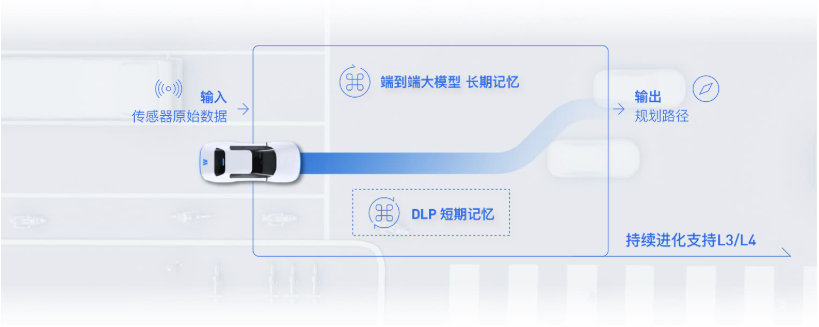 输入
传感器原始数据
端到端大模型 长期记忆
输出
规划路径
DLP 短期记忆
持续进化支持L3/L4